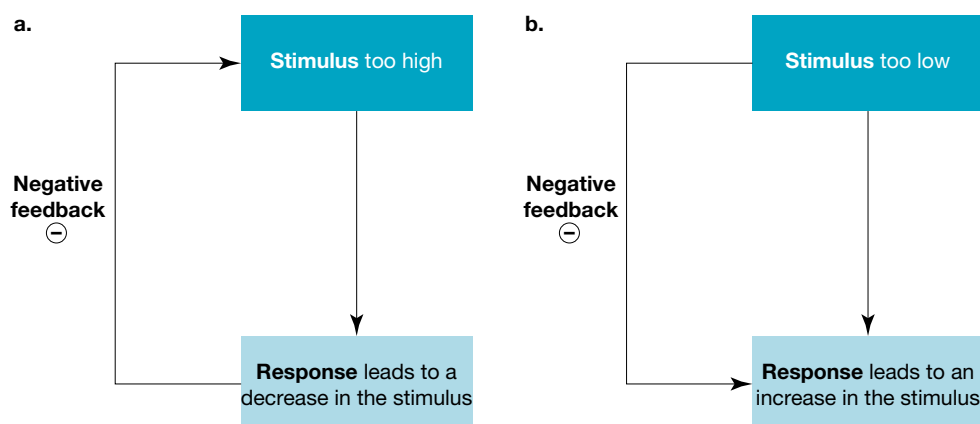 a.
Stimulus too high
Negative
feedback
−
Response leads to a
decrease in the stimulus
b.
Stimulus too low
Negative
feedback
−
Response leads to an
increase in the stimulus